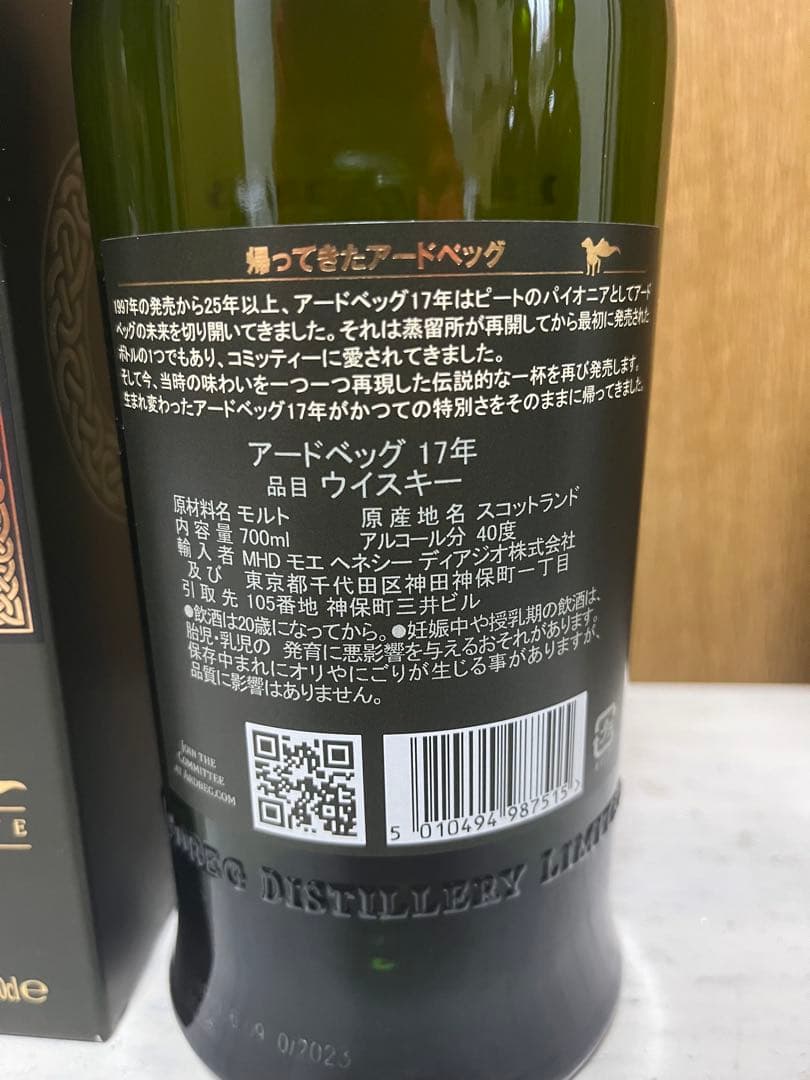 帰ってきたアードベッグ
1997年の発売から25年以上、アードベッグ17年はピートのパイオニアとしてアード
ベッグの未来を切り開いてきました。それは蒸留所が再開してから最初に発売された
ボトルの1つでもあり、コミッティーに愛されてきました。
そして今、当時の味わいを一つ一つ再現した伝説的な一杯を再び発売します。
生まれ変わったアードベッグ17年がかつての特別さをそのままに帰ってきました。
アードベッグ 17年
品目 ウイスキー
原材料名 モルト 原産地名 スコットランド
内容量 700ml アルコール分 40度
輸入者 MHD モエ ヘネシー ディアジオ株式会社
及び 東京都千代田区神田神保町一丁目
引取先 105番地 神保町三井ビル
●飲酒は20歳になってから。●妊娠中や授乳期の飲酒は、
胎児・乳児の 発育に悪影響を与えるおそれがあります。
保存中まれにオリやにごりが生じる事がありますが、
品質に影響はありません。
JOIN THE
COMMITTEE
AT ARDBEG.COM
5 010494 987515 >
ARDBEG DISTILLERY LIMITED
0/2023